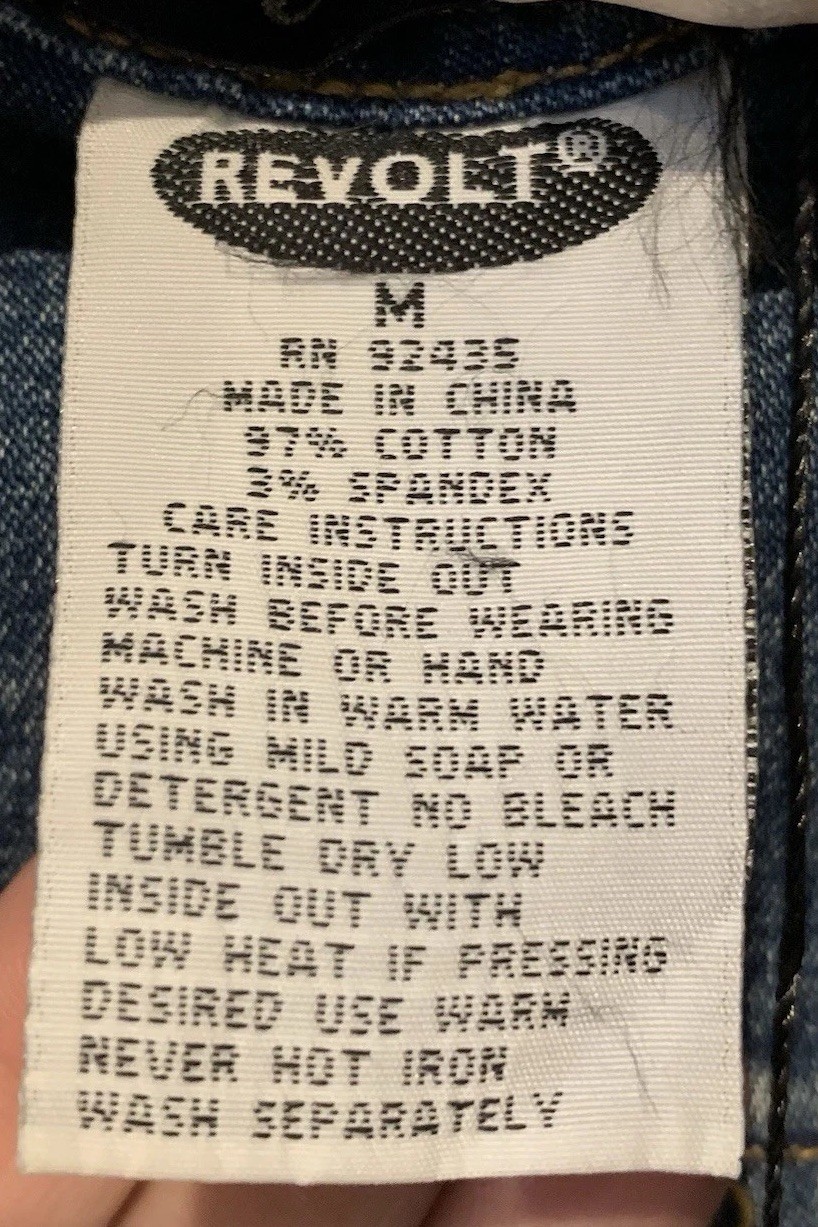 REVOLT®
M
RN 92435
MADE IN CHINA
97% COTTON
3% SPANDEX
CARE INSTRUCTIONS
TURN INSIDE OUT
WASH BEFORE WEARING
MACHINE OR HAND
WASH IN WARM WATER
USING MILD SOAP OR
DETERGENT NO BLEACH
TUMBLE DRY LOW
INSIDE OUT WITH
LOW HEAT IF PRESSING
DESIRED USE WARM
NEVER HOT IRON
WASH SEPARATELY